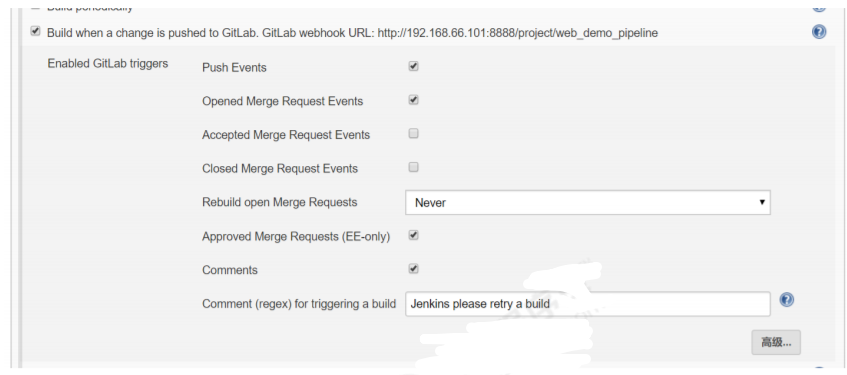 Build periodically
Build when a change is pushed to GitLab. GitLab webhook URL: http://192.168.66.101:8888/project/web_demo_pipeline
Enabled GitLab triggers
Push Events
Opened Merge Request Events
Accepted Merge Request Events
Closed Merge Request Events
Rebuild open Merge Requests Never
Approved Merge Requests (EE-only)
Comments
Comment (regex) for triggering a build Jenkins please retry a build
高级...